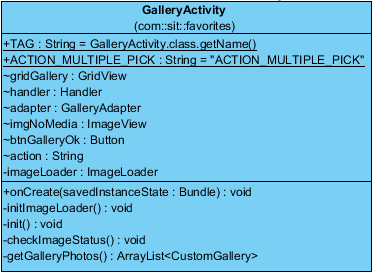 GalleryActivity
(com::sit::favorites)
+TAG : String = GalleryActivity.class.getName()
+ACTION_MULTIPLE_PICK : String = "ACTION_MULTIPLE_PICK"
~gridGallery : GridView
~handler : Handler
~adapter : GalleryAdapter
~imgNoMedia : ImageView
~btnGalleryOk : Button
~action : String
-imageLoader : ImageLoader
+onCreate(savedInstanceState : Bundle) : void
-initImageLoader() : void
-init() : void
-checkImageStatus() : void
-getGalleryPhotos() : ArrayList<CustomGallery>